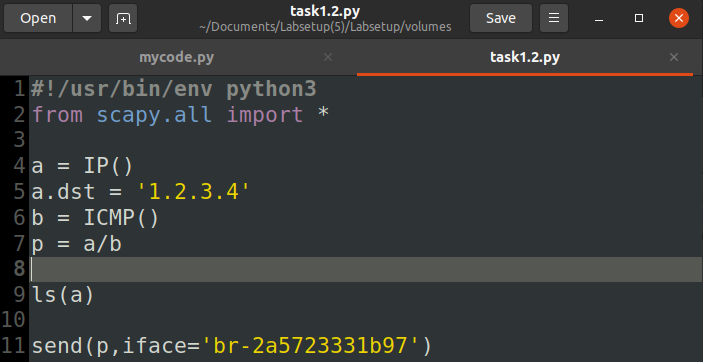 Open
task1.2.py
~/Documents/Labsetup(5)/Labsetup/volumes
Save
mycode.py ×
task1.2.py ×
1 #!/usr/bin/env python3
2 from scapy.all import *
3
4 a = IP()
5 a.dst = '1.2.3.4'
6 b = ICMP()
7 p = a/b
8
9 ls(a)
10
11 send(p,iface='br-2a5723331b97')